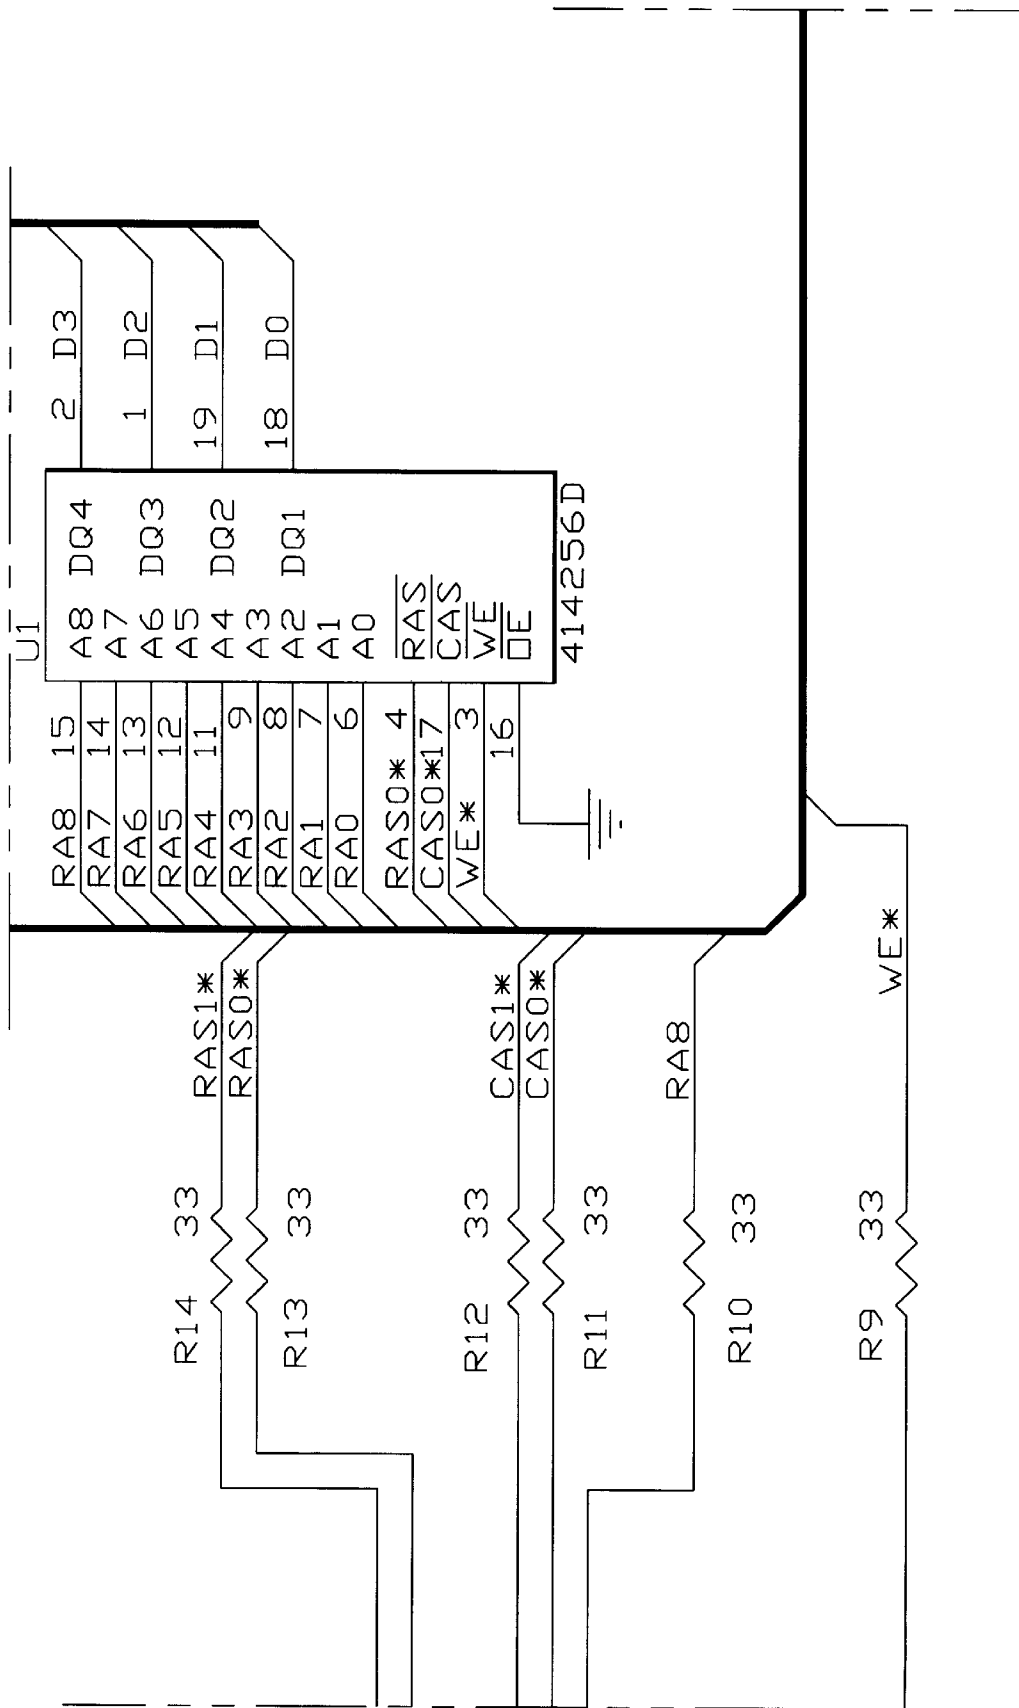 U1
RA8 15 A8 DQ4 2 D3
RA7 14 A7
RA6 13 A6 DQ3 1 D2
RA5 12 A5
RA4 11 A4 DQ2 19 D1
RA3 9 A3
RA2 8 A2 DQ1 18 D0
RA1 7 A1
RA0 6 A0
RAS0* 4 RAS
CAS0* 17 CAS
WE* 3 WE
16 OE
414256D
R14 33 RAS1*
RAS0*
R13 33
R12 33 CAS1*
CAS0*
R11 33
RA8
R10 33
R9 33 WE*